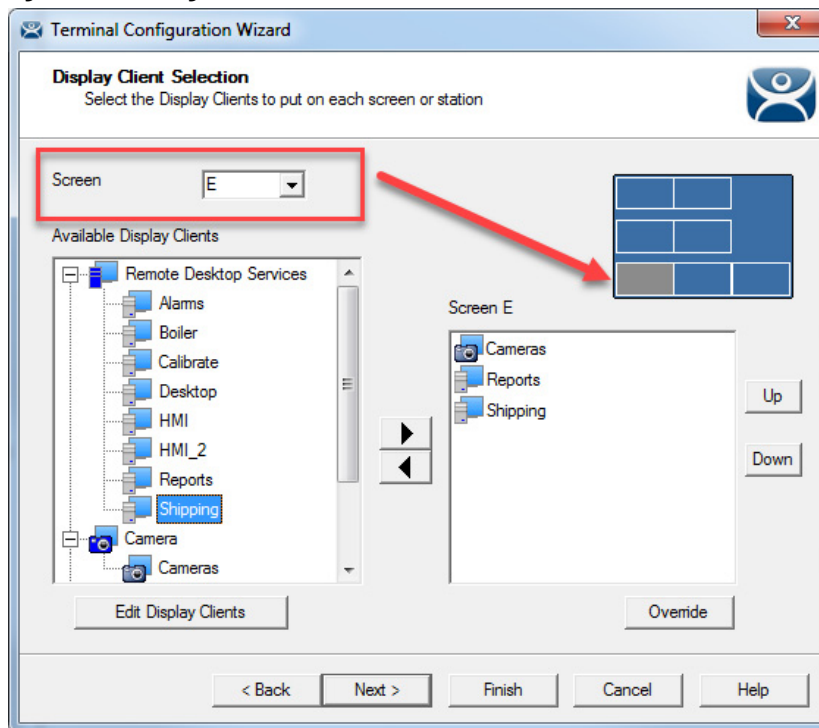 Terminal Configuration Wizard
x
Display Client Selection
Select the Display Clients to put on each screen or station
Screen E
Available Display Clients
Remote Desktop Services
Alarms
Boiler
Calibrate
Desktop
HMI
HMI_2
Reports
Shipping
Camera
Cameras
Edit Display Clients
Screen E
Cameras
Reports
Shipping
Up
Down
Override
< Back Next > Finish Cancel Help